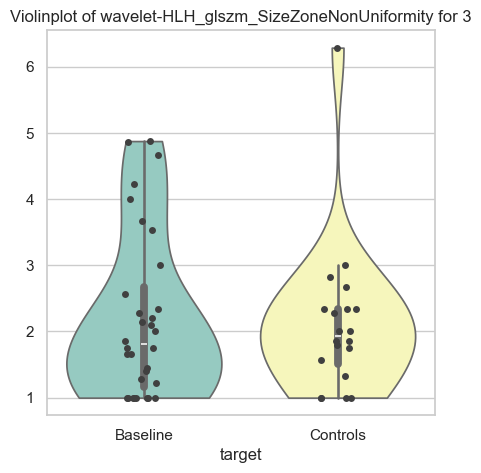 Violinplot of wavelet-HLH_glszm_SizeZoneNonUniformity for 3
6
5
4
3
2
1
Baseline Controls
target